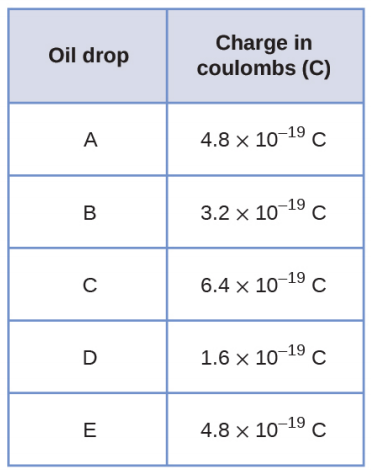 Oil drop
Charge in
coulombs (C)
A
4.8 × 10⁻¹⁹ C
B
3.2 × 10⁻¹⁹ C
C
6.4 × 10⁻¹⁹ C
D
1.6 × 10⁻¹⁹ C
E
4.8 × 10⁻¹⁹ C